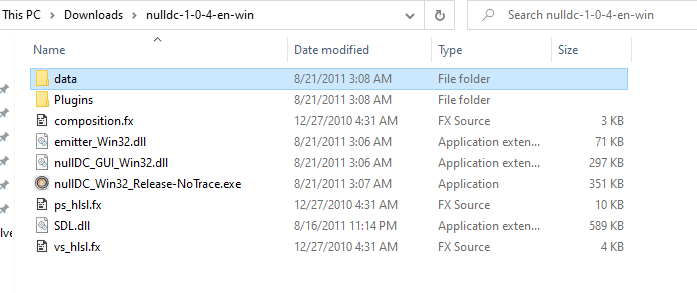 This PC > Downloads > nulldc-1-0-4-en-win
Search nulldc-1-0-4-en-win
Name Date modified Type Size
data 8/21/2011 3:08 AM File folder
Plugins 8/21/2011 3:08 AM File folder
composition.fx 12/27/2010 4:31 AM FX Source 3 KB
emitter_Win32.dll 8/21/2011 3:06 AM Application exten... 71 KB
nullDC_GUI_Win32.dll 8/21/2011 3:06 AM Application exten... 297 KB
nullDC_Win32_Release-NoTrace.exe 8/21/2011 3:07 AM Application 351 KB
ps_hlsl.fx 12/27/2010 4:31 AM FX Source 10 KB
SDL.dll 8/16/2011 11:14 PM Application exten... 589 KB
vs_hlsl.fx 12/27/2010 4:31 AM FX Source 4 KB